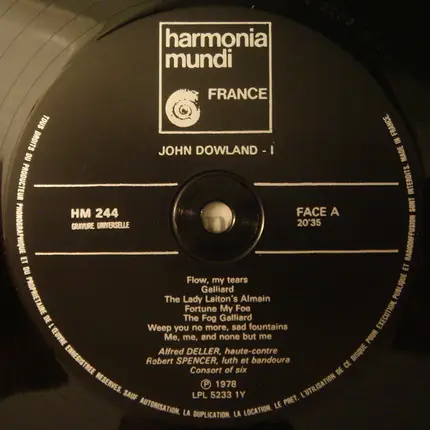 harmonia
mundi
FRANCE
JOHN DOWLAND - I
HM 244
GRAVURE UNIVERSELLE
FACE A
20'35
Flow, my tears
Galliard
The Lady Laiton's Almain
Fortune My Foe
The Fog Galliard
Weep you no more, sad fountains
Me, me, and none but me
Alfred DELLER, haute-contre
Robert SPENCER, luth et bandoura
Consort of six
℗ 1978
LPL 5233 1Y
TOUS DROITS DU PRODUCTEUR PHONOGRAPHIQUE ET DU PROPRIETAIRE DE L'ŒUVRE ENREGISTREE RESERVES. SAUF AUTORISATION, LA DUPLICATION, LA LOCATION, LE PRET, L'UTILISATION DE CE DISQUE POUR EXECUTION PUBLIQUE ET RADIODIFFUSION SONT INTERDITS. MADE IN FRANCE.